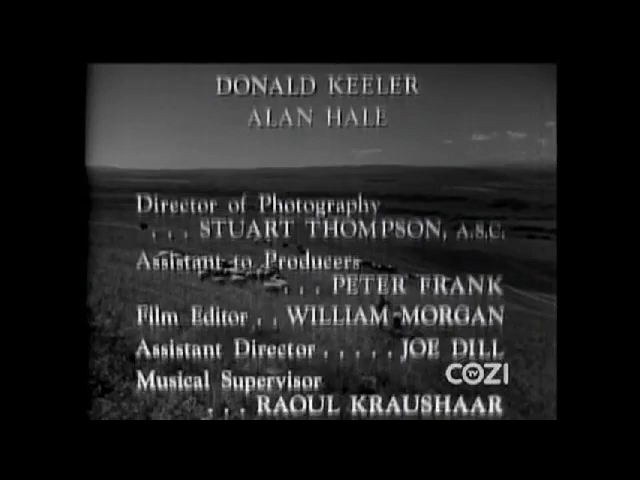 DONALD KEELER
ALAN HALE
Director of Photography
. . . STUART THOMPSON, A.S.C.
Assistant to Producers
. . . PETER FRANK
Film Editor . . WILLIAM MORGAN
Assistant Director . . . . . JOE DILL
Musical Supervisor
. . . RAOUL KRAUSHAAR
COZI TV